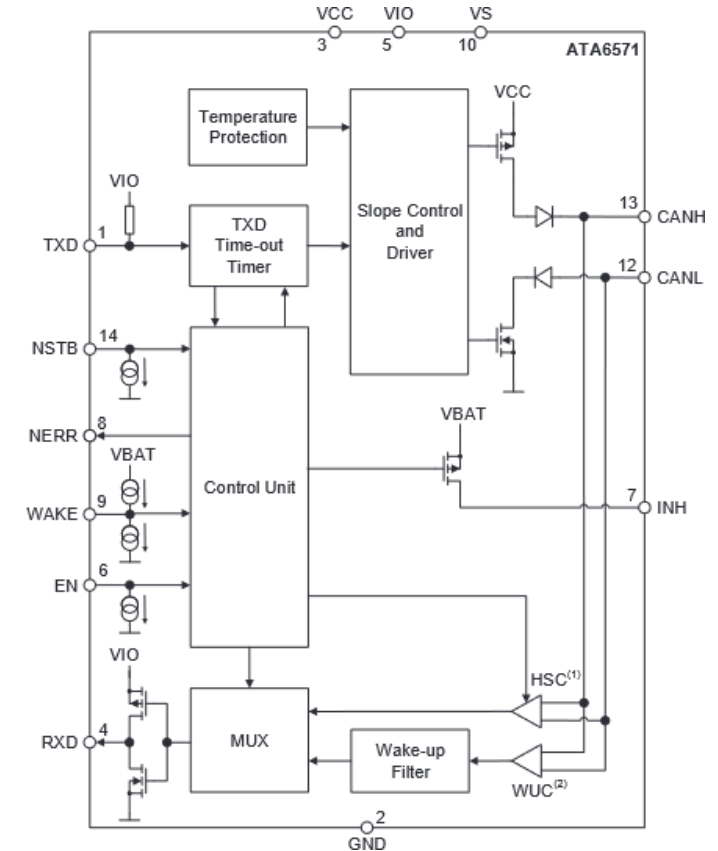 VCC VIO VS
3 5 10
ATA6571
Temperature
Protection
VCC
VIO
TXD
Time-out
Timer
Slope Control
and
Driver
TXD 1
13 CANH
12 CANL
NSTB 14
NERR 8
VBAT
VBAT
WAKE 9
Control Unit
7 INH
EN 6
VIO
HSC(1)
RXD 4
MUX
Wake-up
Filter
WUC(2)
2
GND